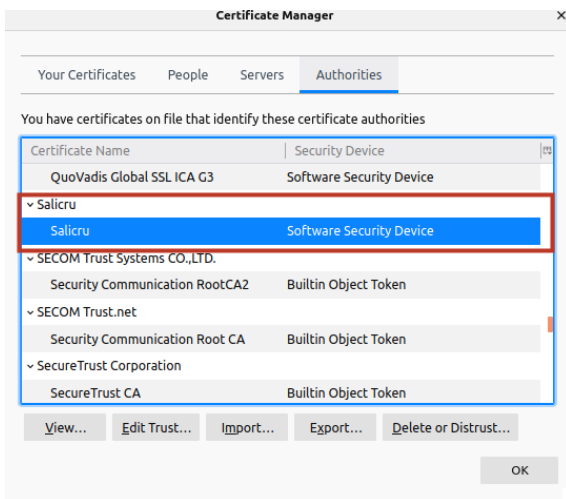 Certificate Manager
Your Certificates People Servers Authorities
You have certificates on file that identify these certificate authorities
Certificate Name Security Device
QuoVadis Global SSL ICA G3 Software Security Device
Salicru
Salicru Software Security Device
SECOM Trust Systems CO.,LTD.
Security Communication RootCA2 Builtin Object Token
SECOM Trust.net
Security Communication Root CA Builtin Object Token
SecureTrust Corporation
SecureTrust CA Builtin Object Token
View... Edit Trust... Import... Export... Delete or Distrust...
OK